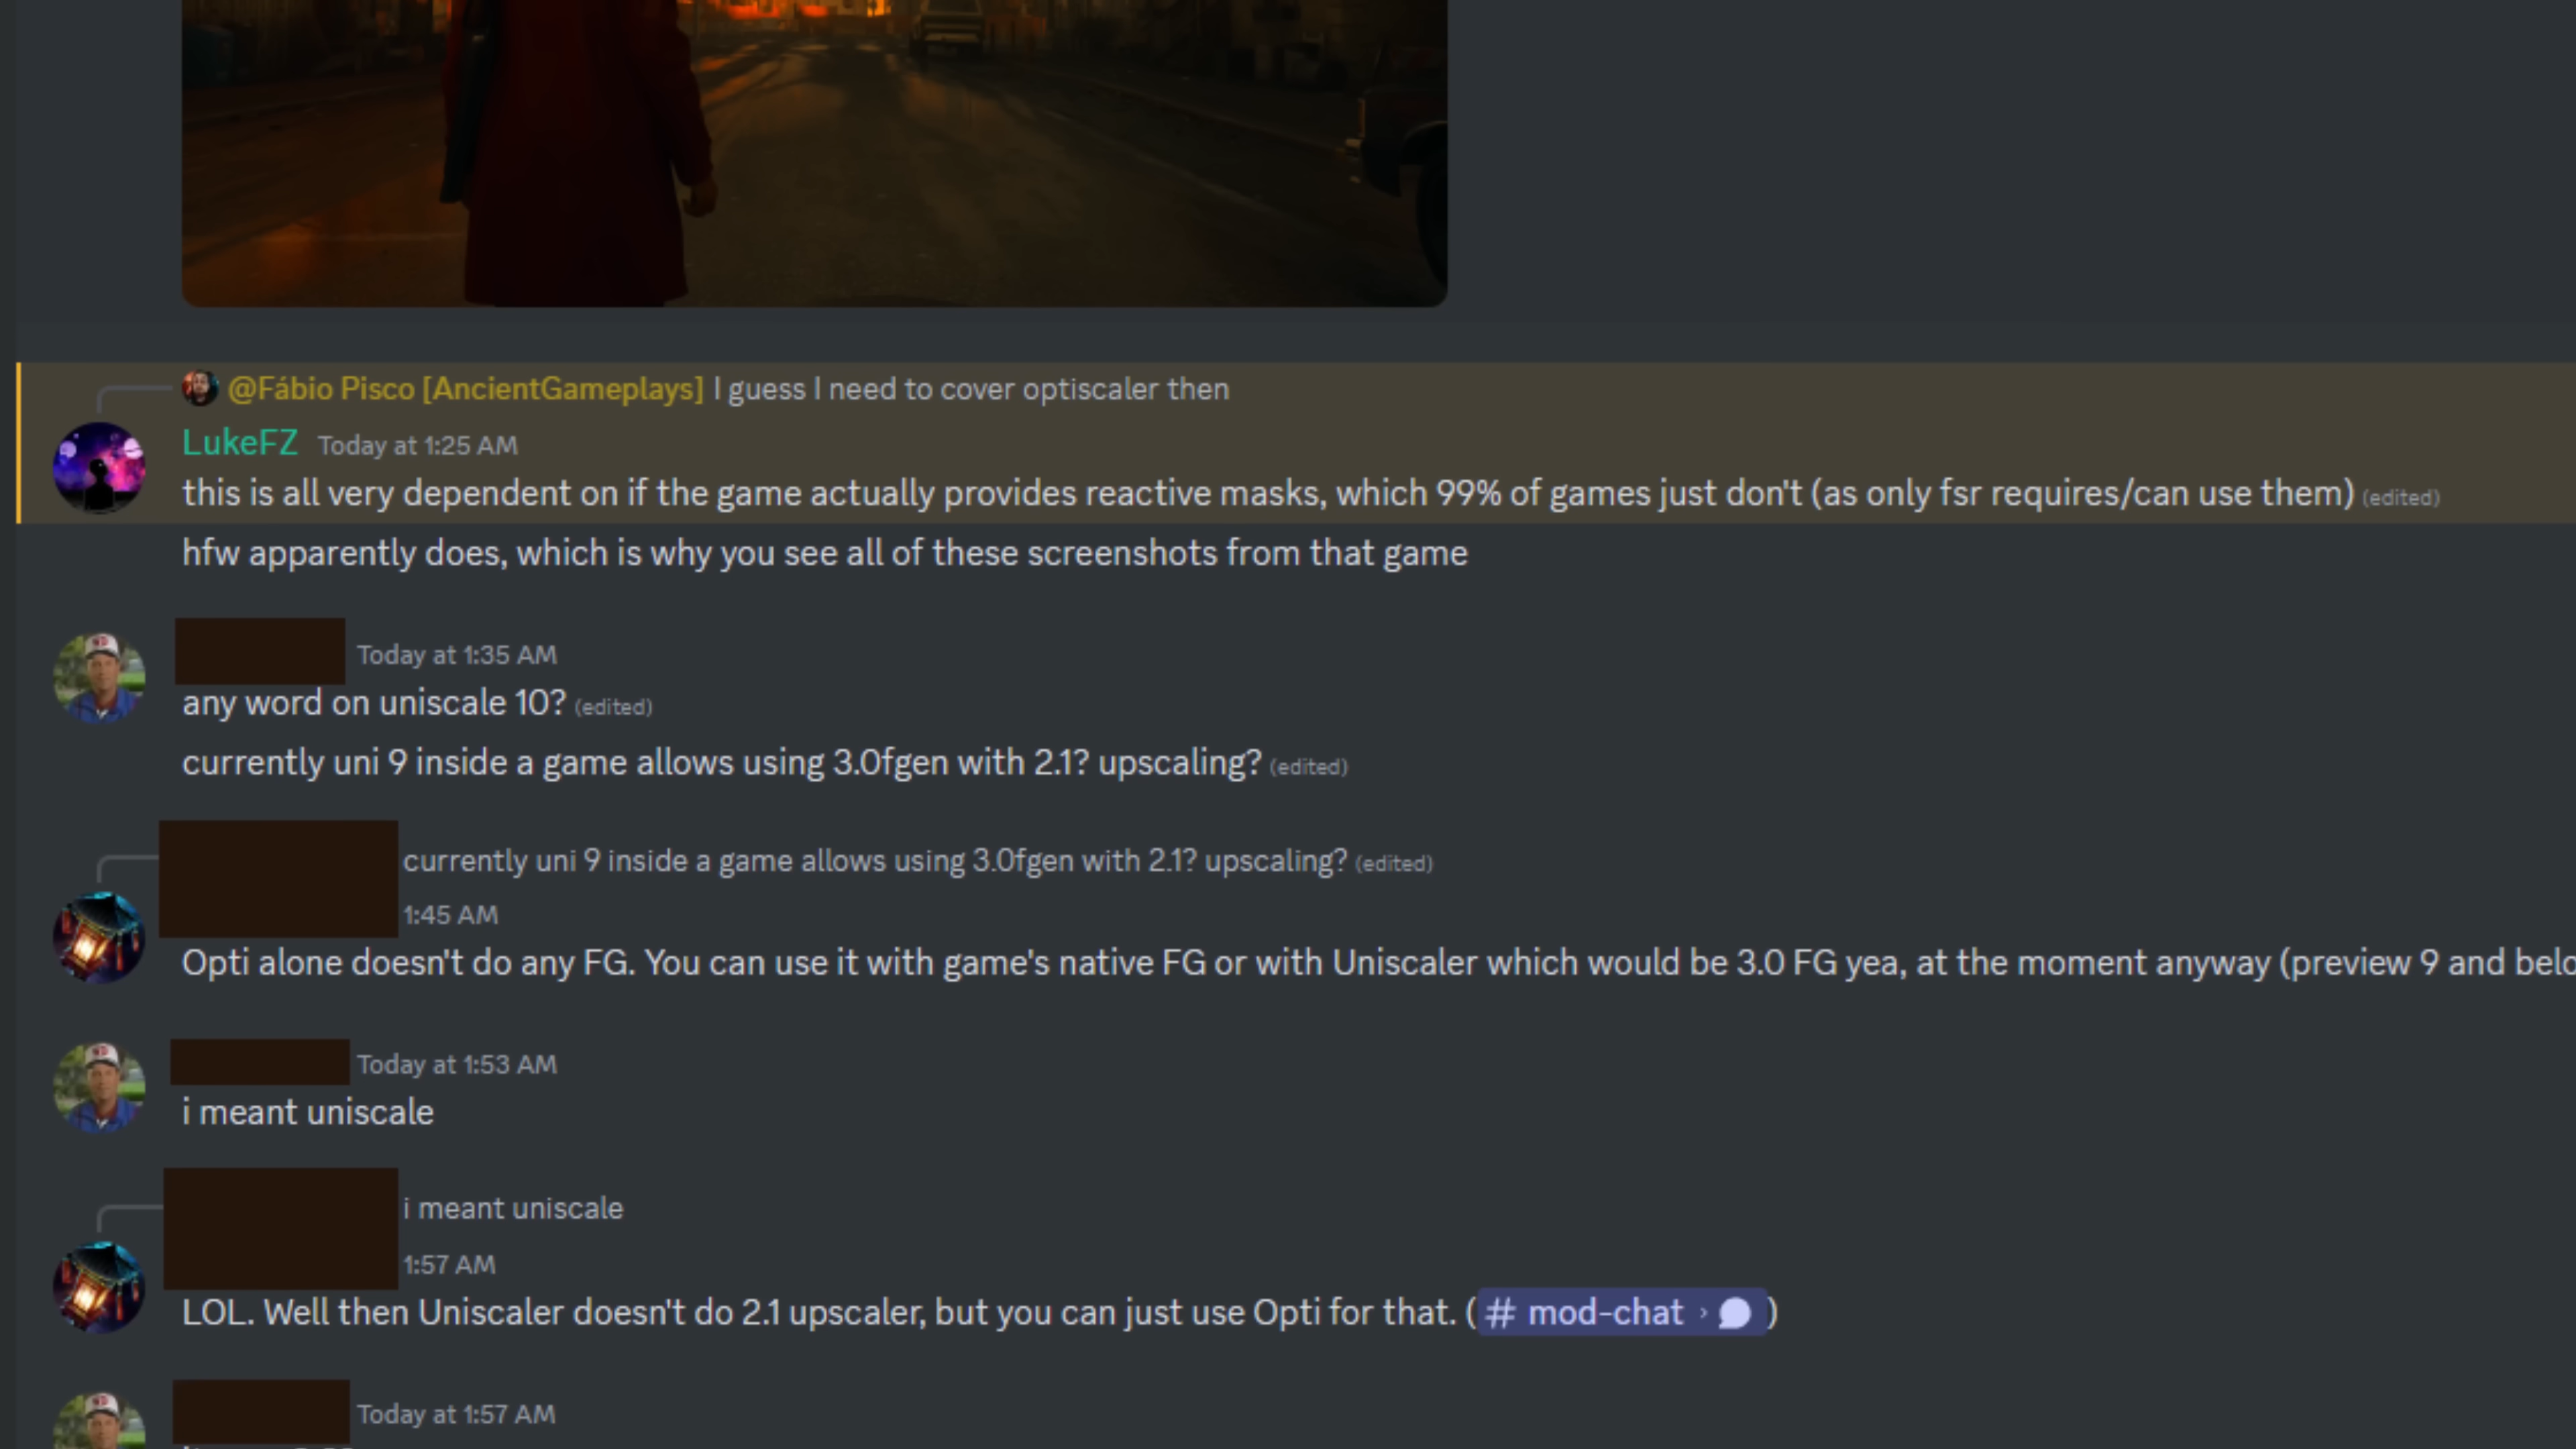 @Fábio Pisco [AncientGameplays] I guess I need to cover optiscaler then
LukeFZ Today at 1:25 AM
this is all very dependent on if the game actually provides reactive masks, which 99% of games just don't (as only fsr requires/can use them) (edited)
hfw apparently does, which is why you see all of these screenshots from that game
Today at 1:35 AM
any word on uniscale 10? (edited)
currently uni 9 inside a game allows using 3.0fgen with 2.1? upscaling? (edited)
currently uni 9 inside a game allows using 3.0fgen with 2.1? upscaling? (edited)
1:45 AM
Opti alone doesn't do any FG. You can use it with game's native FG or with Uniscaler which would be 3.0 FG yea, at the moment anyway (preview 9 and belo
Today at 1:53 AM
i meant uniscale
i meant uniscale
1:57 AM
LOL. Well then Uniscaler doesn't do 2.1 upscaler, but you can just use Opti for that. (# mod-chat ›)
Today at 1:57 AM